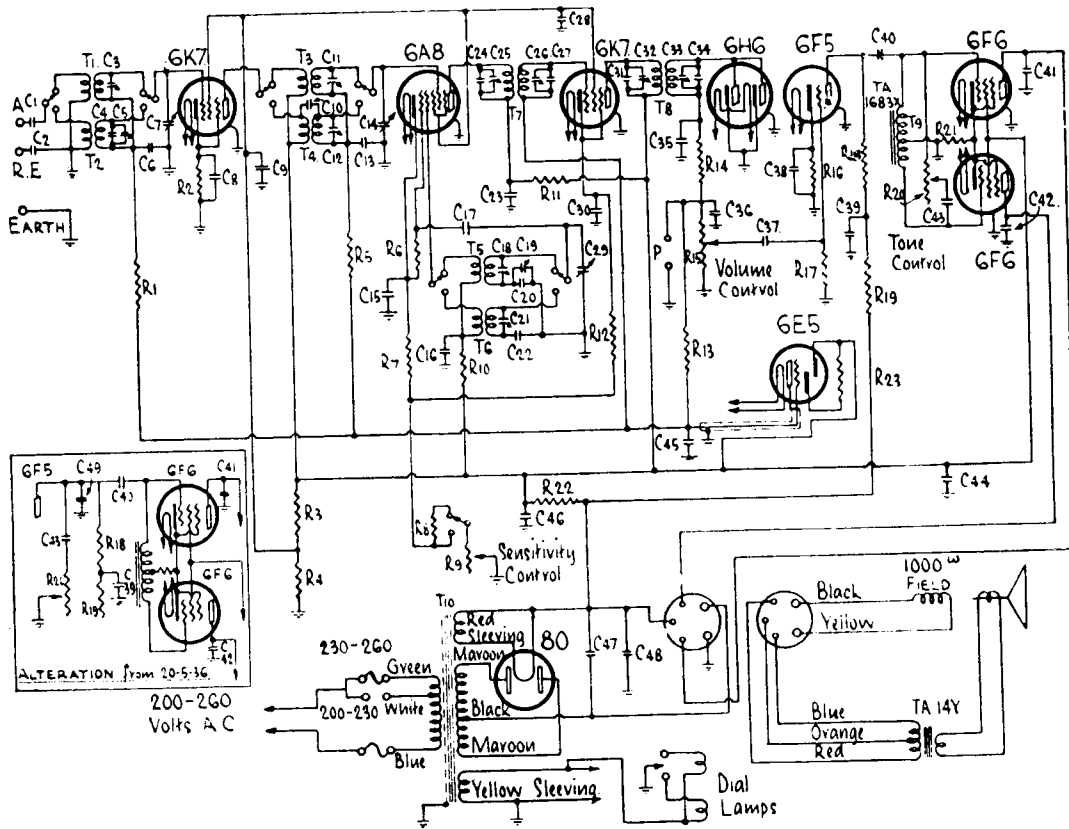 6K7
6A8
6K7
6H6
6F5
6F6
C28
C40
C41
T1
C3
T3
C11
C24
C25
C26
C27
C31
C32
C33
C34
TA
1683X
T9
A
C1
C4
C5
C7
C10
C14
T7
T8
C2
R.E
T2
C6
R2
C8
C9
T4
C12
C13
C35
R14
C38
R16
R21
R20
C43
C42.
EARTH
C23
R11
C30
C36
C39
6F6
Tone
Control
R1
R5
R6
C17
T5
C18
C19
C29
P
R15
C37
Volume
Control
R17
R19
C15
C20
C21
R12
6E5
R7
C16
T6
C22
R10
R13
R23
C45
6F5
C49
C40
6F6
C41
R3
R22
C46
C44
C43
R18
6F6
R8
R9
Sensitivity
Control
R4
R21
R19
C
39
C
42
ALTERATION from 20-5-36.
T10
Red
Sleeving
80
C47
C48
1000 ω
FIELD
Black
Yellow
230-260
Green
Maroon
200-260
Volts A C
200-230
White
Black
Blue
Maroon
Blue
Orange
Red
TA 14Y
Yellow Sleeving.
Dial
Lamps